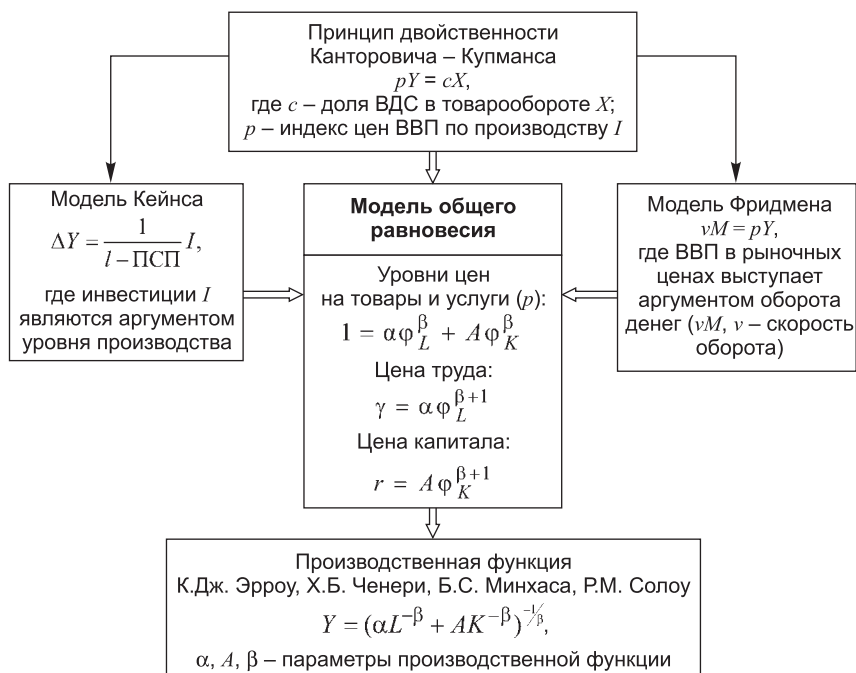 Принцип двойственности
Канторовича – Купманса
pY = cX,
где c – доля ВДС в товарообороте X;
p – индекс цен ВВП по производству I
Модель Кейнса
ΔY = \frac{1}{l – ПСП} I,
где инвестиции I
являются аргументом
уровня производства
Модель общего
равновесия
Уровни цен
на товары и услуги (p):
1 = αφ_L^β + Aφ_K^β
Цена труда:
γ = αφ_L^{β+1}
Цена капитала:
r = Aφ_K^{β+1}
Модель Фридмена
vM = pY,
где ВВП в рыночных
ценах выступает
аргументом оборота
денег (vM, v – скорость
оборота)
Производственная функция
К.Дж. Эрроу, Х.Б. Ченери, Б.С. Минхаса, Р.М. Солоу
Y = (αL^{–β} + AK^{–β})^{–1/β},
α, A, β – параметры производственной функции